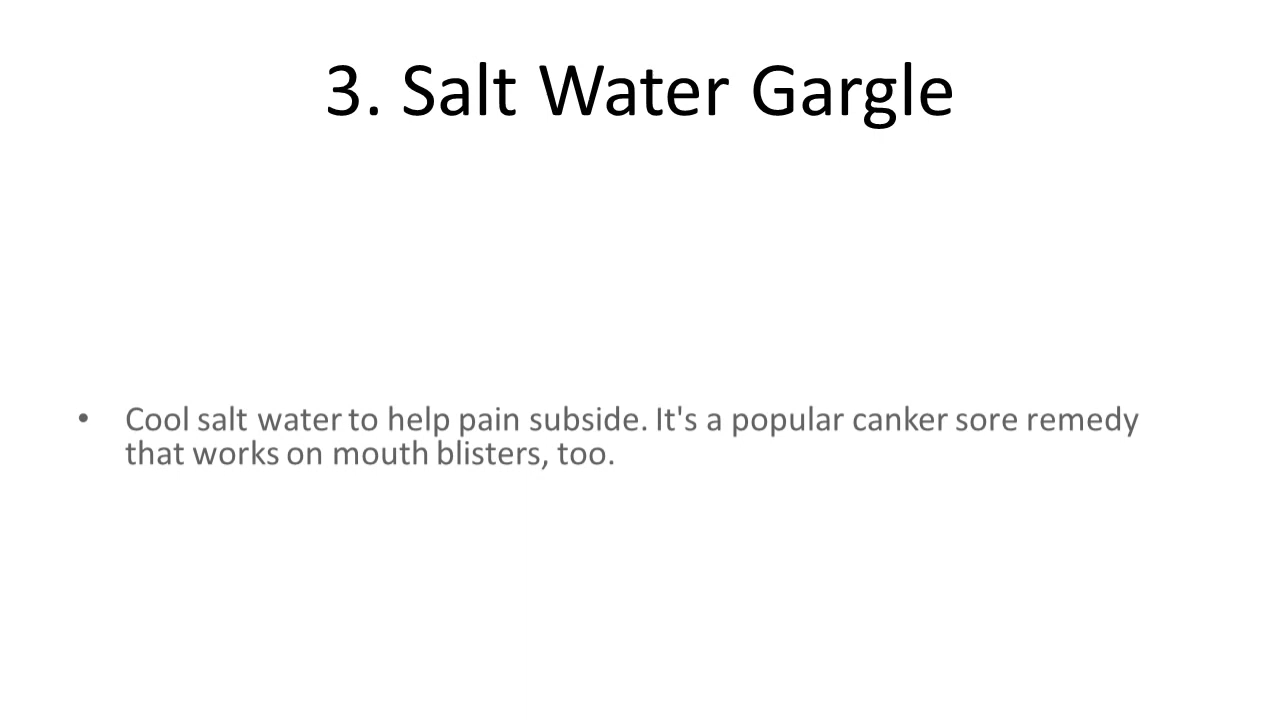 3. Salt Water Gargle
• Cool salt water to help pain subside. It's a popular canker sore remedy
that works on mouth blisters, too.